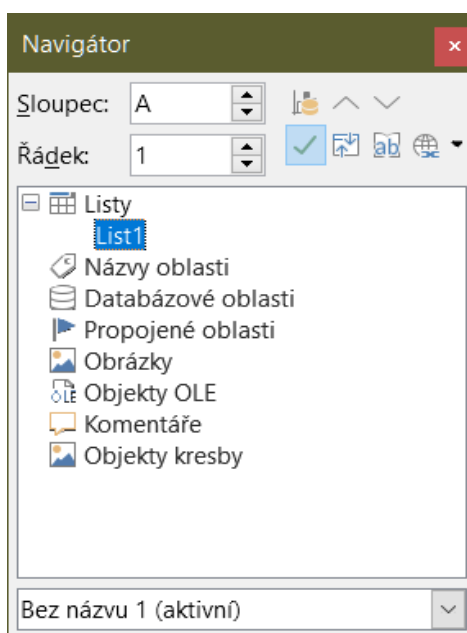 Navigátor
Sloupec: A
Řádek: 1
Listy
List1
Názvy oblasti
Databázové oblasti
Propojené oblasti
Obrázky
Objekty OLE
Komentáře
Objekty kresby
Bez názvu 1 (aktivní)